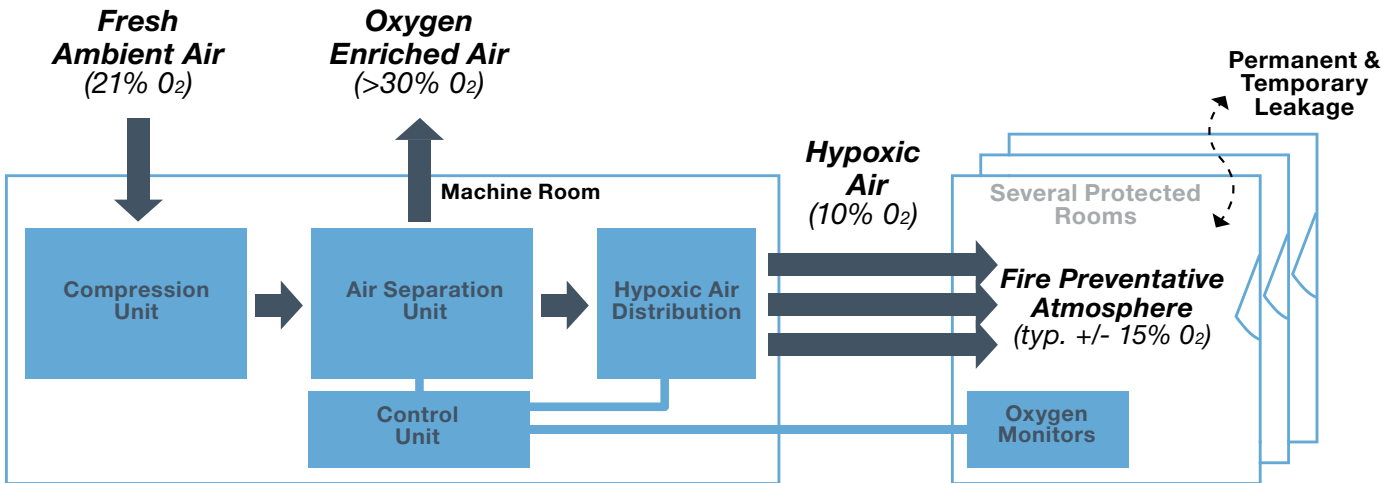 Fresh
Ambient Air
(21% 0₂)
Oxygen
Enriched Air
(>30% 0₂)
Permanent &
Temporary
Leakage
Machine Room
Hypoxic
Air
(10% 0₂)
Several Protected
Rooms
Compression
Unit
Air Separation
Unit
Hypoxic Air
Distribution
Fire Preventative
Atmosphere
(typ. +/- 15% 0₂)
Control
Unit
Oxygen
Monitors